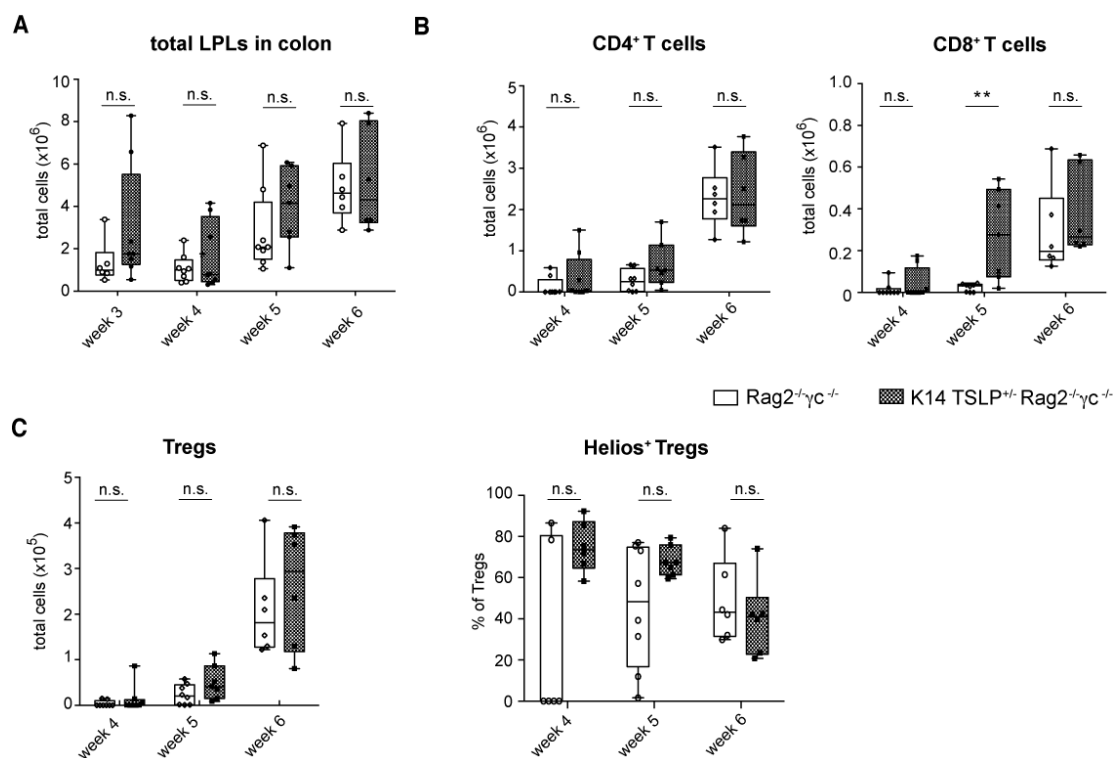 A
total LPLs in colon
total cells (x10⁶)
10
8
6
4
2
0
n.s.
n.s.
n.s.
n.s.
week 3
week 4
week 5
week 6
B
CD4⁺ T cells
total cells (x10⁶)
5
4
3
2
1
0
n.s.
n.s.
n.s.
week 4
week 5
week 6
CD8⁺ T cells
total cells (x10⁶)
1.0
0.8
0.6
0.4
0.2
0.0
n.s.
**
n.s.
week 4
week 5
week 6
Rag2⁻/⁻γc⁻/⁻
K14 TSLP⁺/⁻ Rag2⁻/⁻γc⁻/⁻
C
Tregs
total cells (x10⁵)
5
4
3
2
1
0
n.s.
n.s.
n.s.
week 4
week 5
week 6
Helios⁺ Tregs
% of Tregs
100
80
60
40
20
0
n.s.
n.s.
n.s.
week 4
week 5
week 6